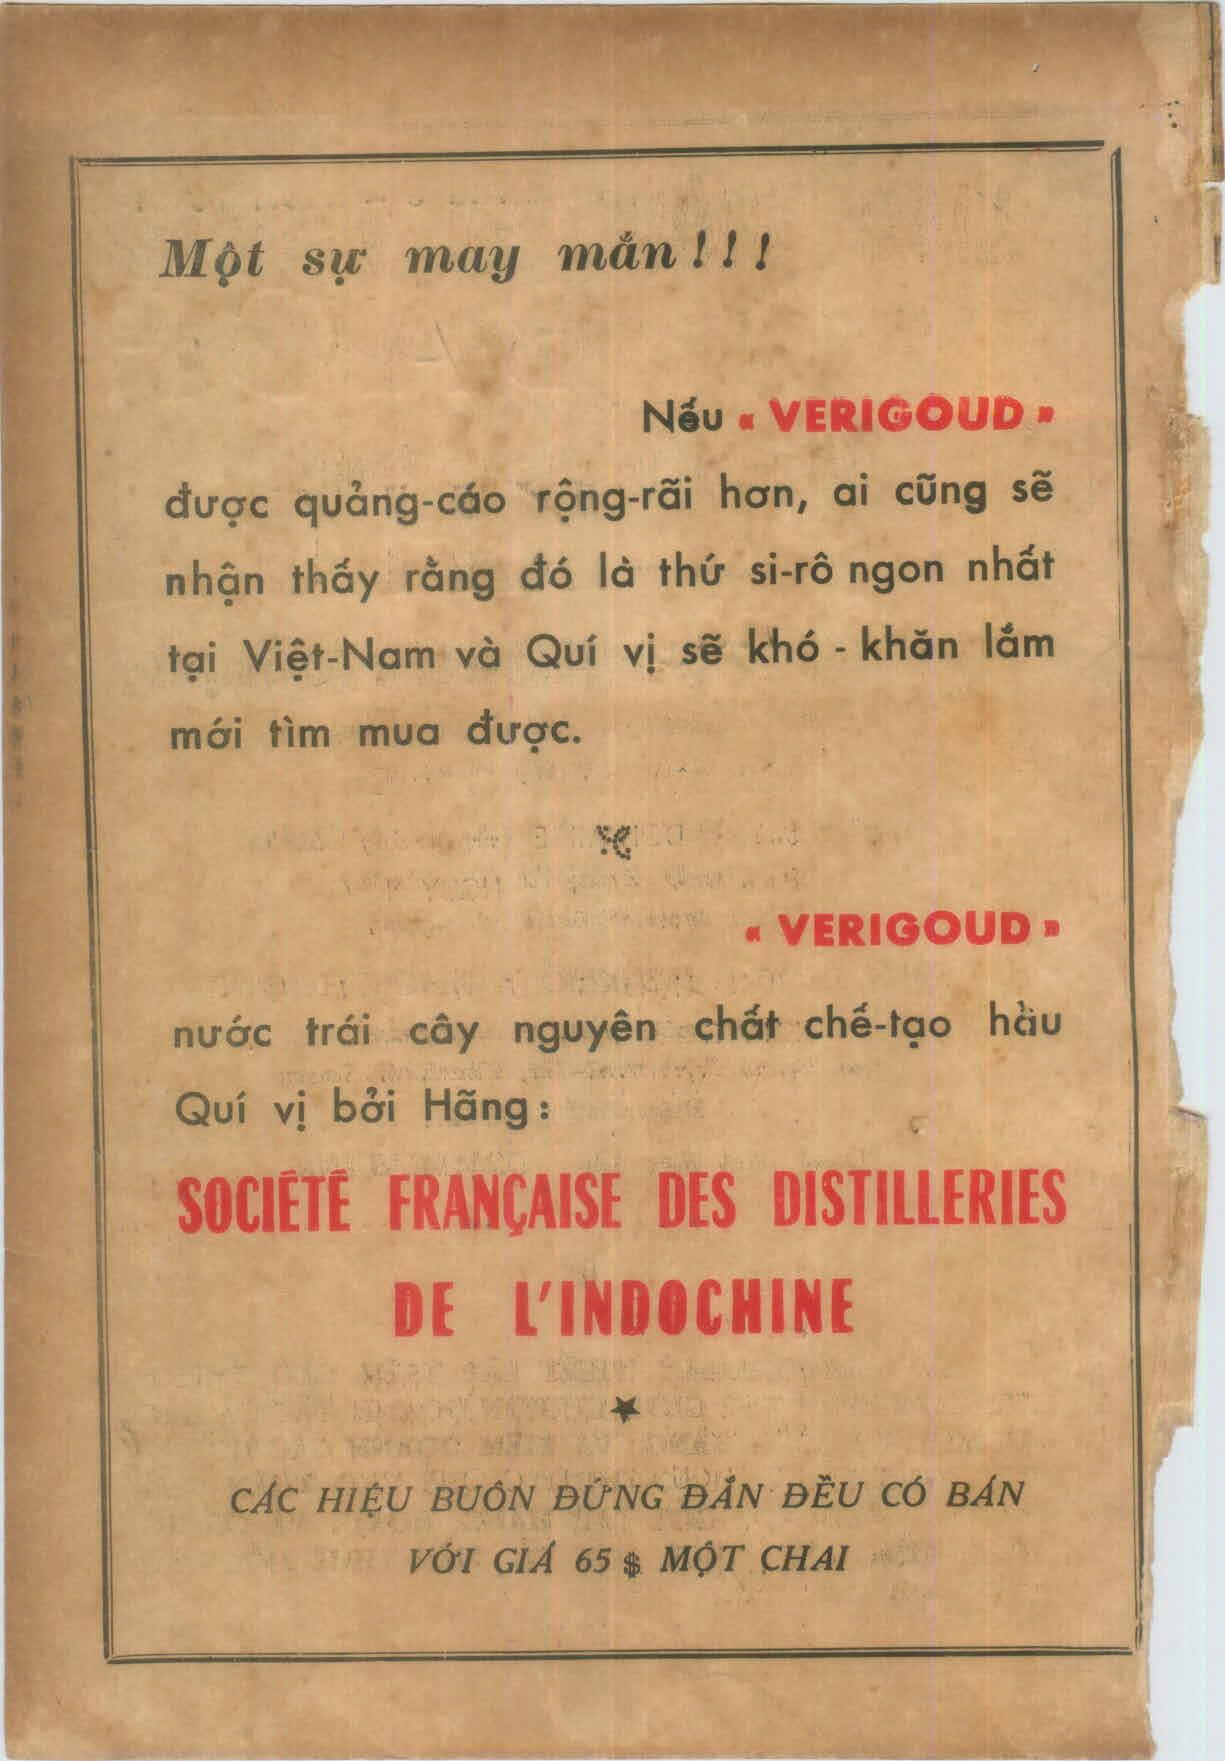 Một sự may mắn!!!
Nếu « VERIGOUD »
được quảng-cáo rộng-rãi hơn, ai cũng sẽ
nhận thấy rằng đó là thứ si-rô ngon nhất
tại Việt-Nam và Quí vị sẽ khó - khăn lắm
mới tìm mua được.
« VERIGOUD »
nước trái cây nguyên chất chế-tạo hầu
Quí vị bởi Hãng :
SOCIÉTÉ FRANÇAISE DES DISTILLERIES
DE L'INDOCHINE
CÁC HIỆU BUÔN ĐỨNG ĐẮN ĐỀU CÓ BÁN
VỚI GIÁ 65 $ MỘT CHAI